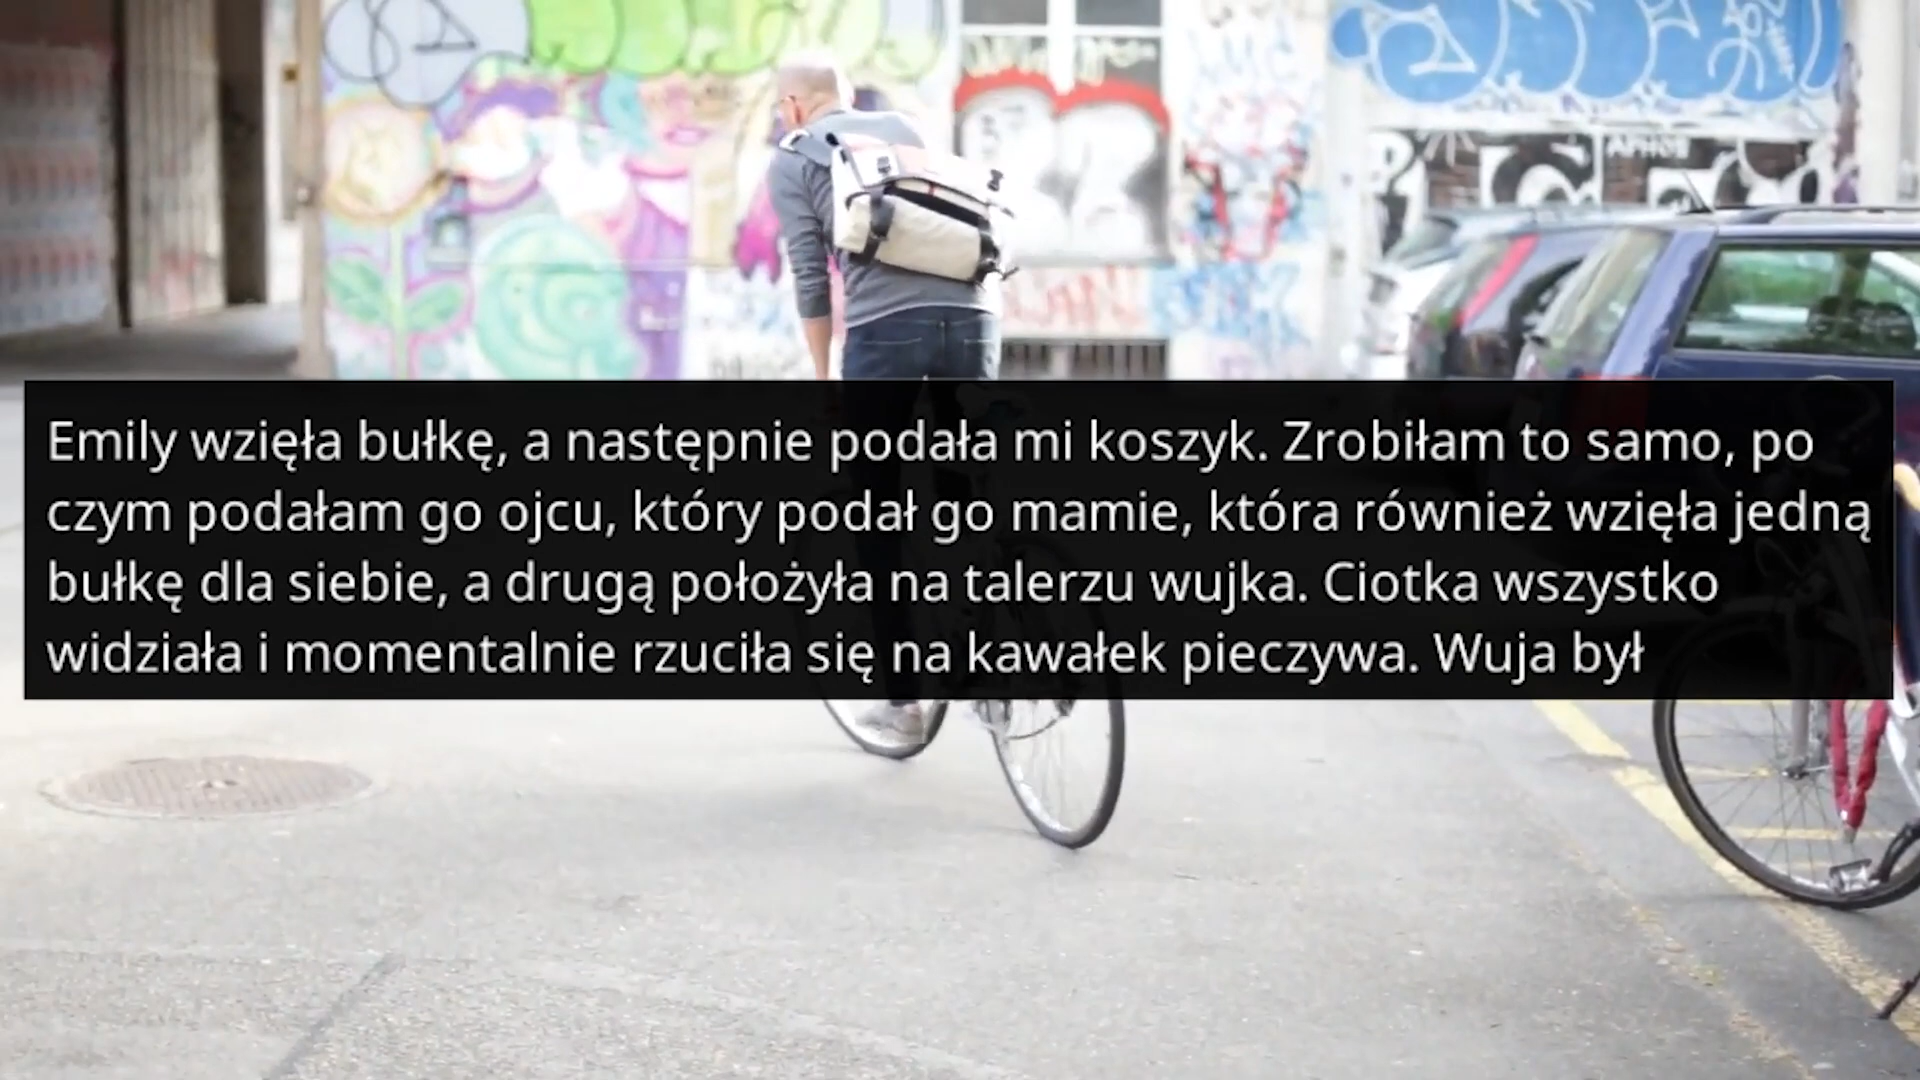 Emily wzięła bułkę, a następnie podała mi koszyk. Zrobiłam to samo, po
czym podałam go ojcu, który podał go mamie, która również wzięła jedną
bułkę dla siebie, a drugą położyła na talerzu wujka. Ciotka wszystko
widziała i momentalnie rzuciła się na kawałek pieczywa. Wuja był